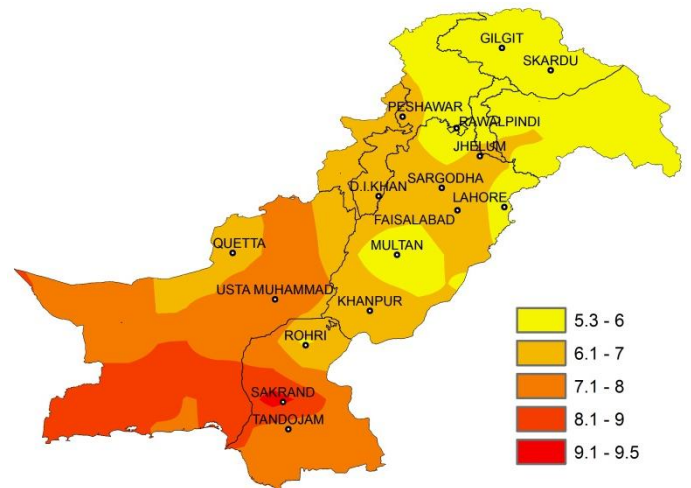 GILGIT
SKARDU
PESHAWAR
RAWALPINDI
JHELUM
SARGODHA
D.I.KHAN
LAHORE
FAISALABAD
QUETTA
MULTAN
USTA MUHAMMAD
KHANPUR
ROHRI
SAKRAND
TANDOJAM
5.3 - 6
6.1 - 7
7.1 - 8
8.1 - 9
9.1 - 9.5